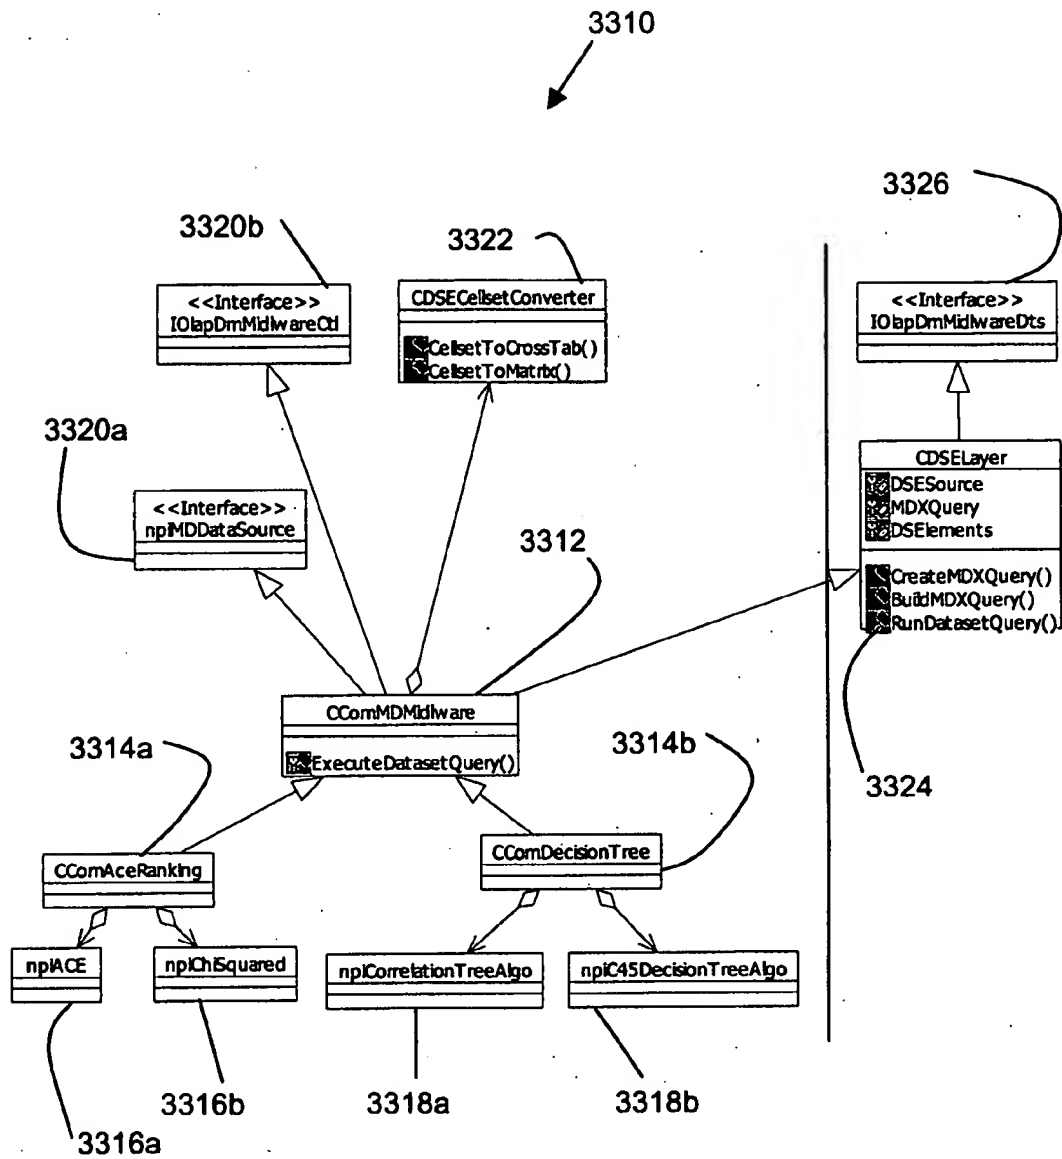 3310
3326
3320b
3322
<<Interface>>
IOlapDmMidlwareCtl
CDSECellsetConverter
CellsetToCrossTab()
CellsetToMatrix()
<<Interface>>
IOlapDmMidlwareDts
3320a
<<Interface>>
npiMDDataSource
3312
CDSELayer
DSESource
MDXQuery
DSElements
CreateMDXQuery()
BuildMDXQuery()
RunDatasetQuery()
CComMDMidlware
ExecuteDatasetQuery()
3314a
3314b
3324
CComAceRanking
CComDecisionTree
npiACE
npiChiSquared
npiCorrelationTreeAlgo
npiC45DecisionTreeAlgo
3316b
3318a
3318b
3316a